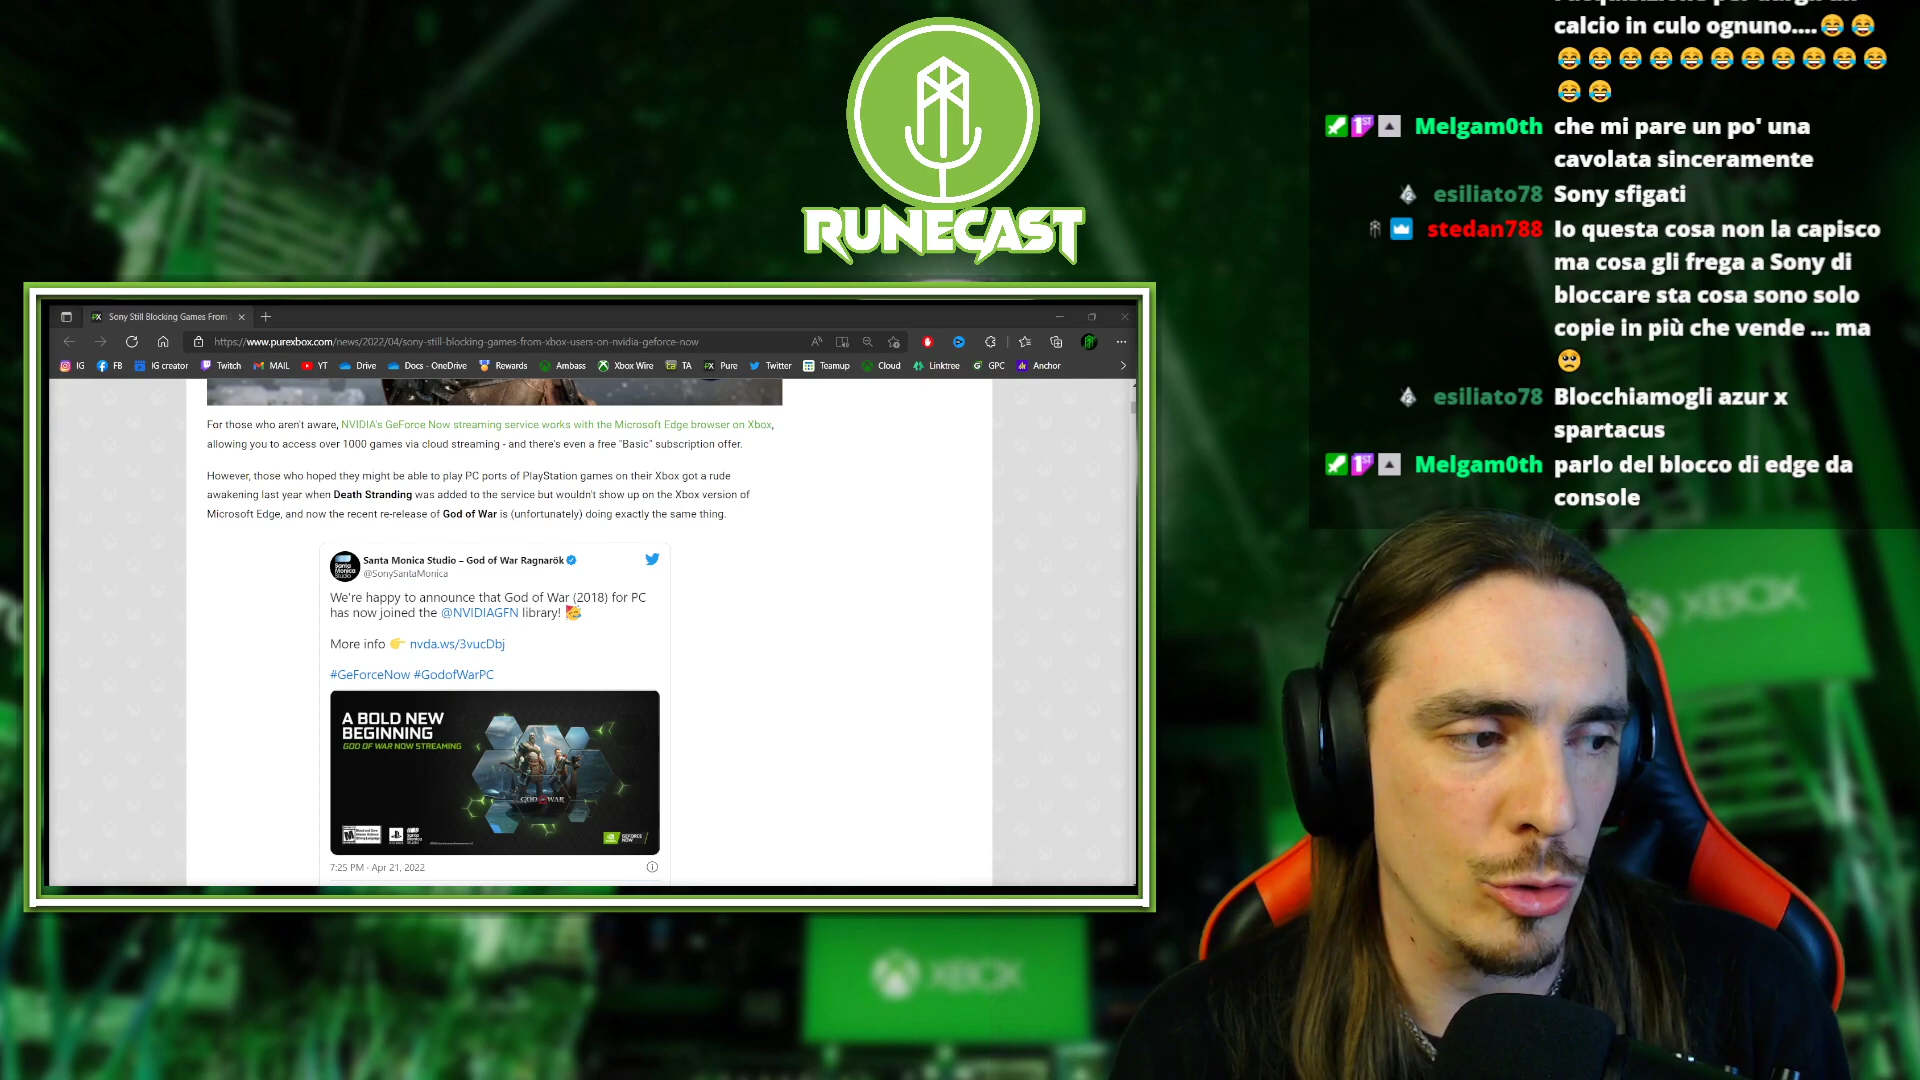 RUNECAST
Sony Still Blocking Games From
https://www.purexbox.com/news/2022/04/sony-still-blocking-games-from-xbox-users-on-nvidia-geforce-now
IG
FB
IG creator
Twitch
MAIL
YT
Drive
Docs - OneDrive
Rewards
Ambass
Xbox Wire
TA
Pure
Twitter
Teamup
Cloud
Linktree
GPC
Anchor
For those who aren't aware, NVIDIA's GeForce Now streaming service works with the Microsoft Edge browser on Xbox,
allowing you to access over 1000 games via cloud streaming - and there's even a free "Basic" subscription offer.
However, those who hoped they might be able to play PC ports of PlayStation games on their Xbox got a rude
awakening last year when Death Stranding was added to the service but wouldn't show up on the Xbox version of
Microsoft Edge, and now the recent re-release of God of War is (unfortunately) doing exactly the same thing.
Santa Monica Studio – God of War Ragnarök
@SonySantaMonica
We're happy to announce that God of War (2018) for PC
has now joined the @NVIDIAGFN library! 🥳
More info 👉 nvda.ws/3vucDbj
#GeForceNow #GodofWarPC
A BOLD NEW
BEGINNING
GOD OF WAR NOW STREAMING
GOD OF WAR
GEFORCE
NOW
7:25 PM · Apr 21, 2022
calcio in culo ognuno....😂 😂
😂 😂 😂 😂 😂 😂 😂 😂 😂 😂 😂
😂 😂
Melgam0th che mi pare un po' una
cavolata sinceramente
esiliato78 Sony sfigati
stedan788 Io questa cosa non la capisco
ma cosa gli frega a Sony di
bloccare sta cosa sono solo
copie in più che vende ... ma
🥺
esiliato78 Blocchiamogli azur x
spartacus
Melgam0th parlo del blocco di edge da
console
XBOX
XBOX